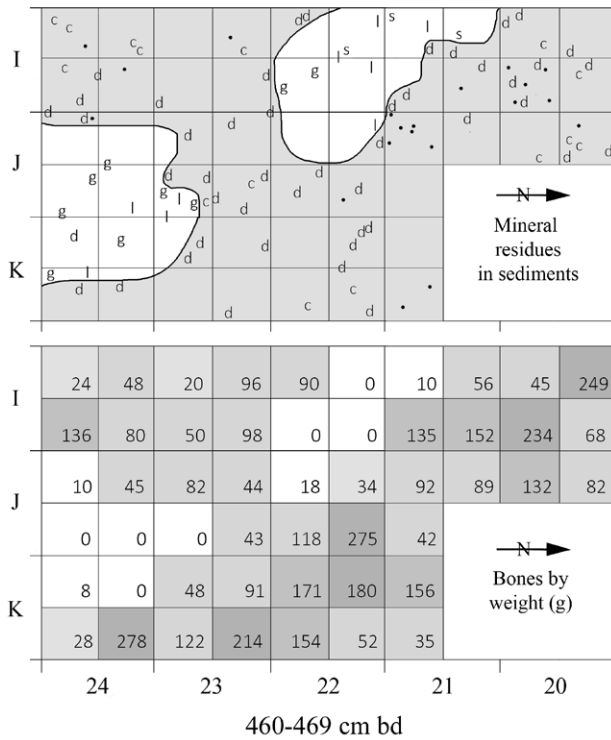 d d l s
c c l
s
c c c l s d d
I
c d g l d c d
g d d
d d d d
d d d d
l
d d d
J g g d c c
g d d d c d d
g l g c d d
g l l d d d
N
d g d d d d
Mineral
residues
in sediments
K g l d
d d c
d d c
24 48 20 96 90 0 10 56 45 249
I
136 80 50 98 0 0 135 152 234 68
10 45 82 44 18 34 92 89 132 82
J
0 0 0 43 118 275 42
N
8 0 48 91 171 180 156
Bones by
weight (g)
K
28 278 122 214 154 52 35
24 23 22 21 20
460-469 cm bd